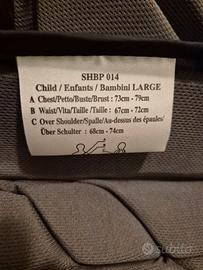 SHBP 014
Child / Enfants / Bambini LARGE
A Chest/Petto/Buste/Brust : 73cm - 79cm
B Waist/Vita/Taille/Taille : 67cm - 72cm
C Over Shoulder/Spalle/Au-dessus des épaules/
Über Schulter : 68cm - 74cm
A
B
C
subito